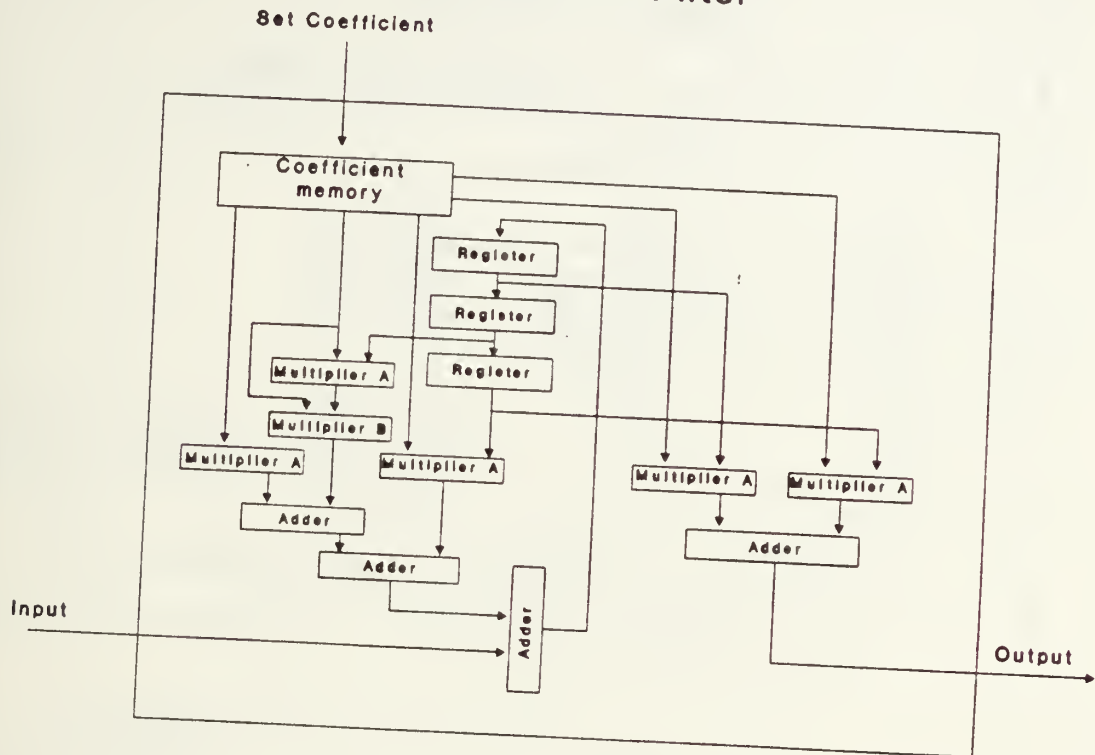 Set Coefficient
Coefficient
memory
Register
Register
Register
Multiplier A
Multiplier B
Multiplier A
Multiplier A
Multiplier A
Multiplier A
Adder
Adder
Adder
Adder
Input
Output